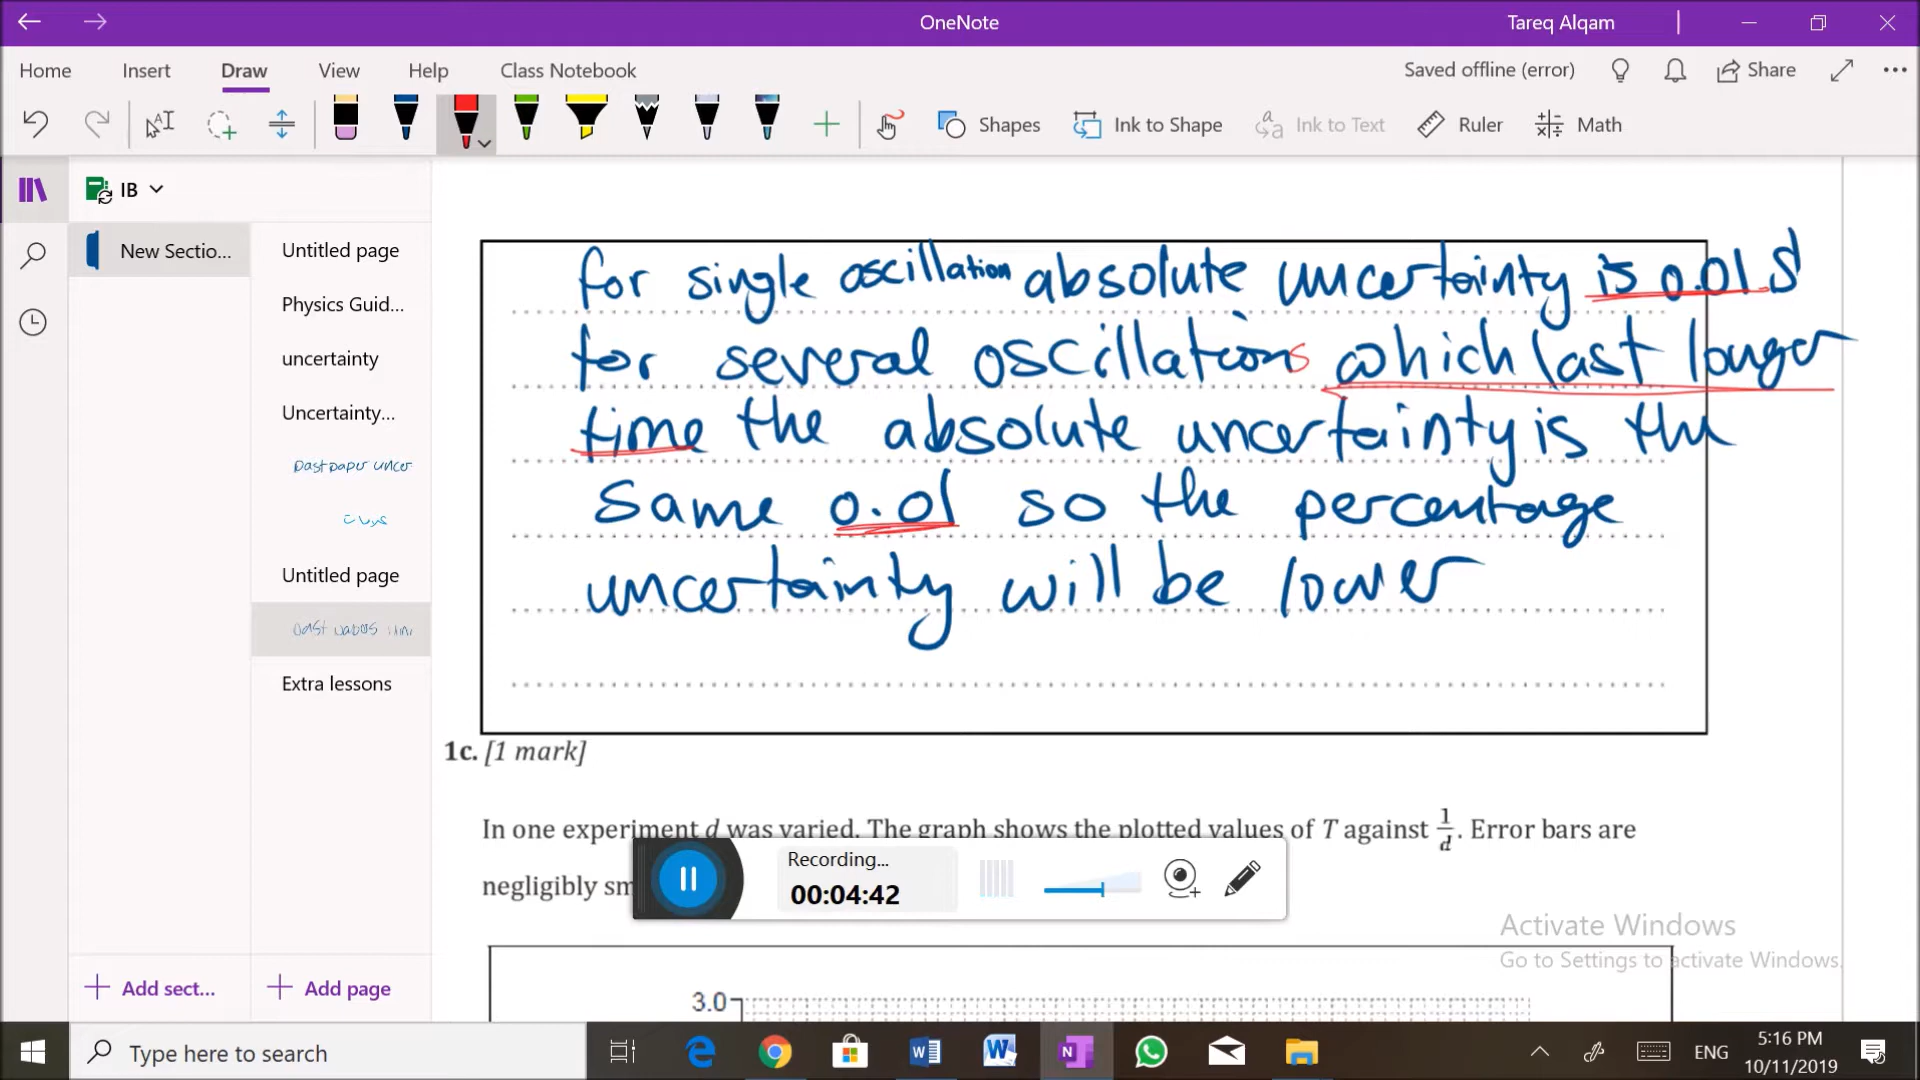 OneNote
Tareq Alqam
Home Insert Draw View Help Class Notebook
Saved offline (error)
Share
Shapes Ink to Shape Ink to Text Ruler Math
IB
New Sectio...
Untitled page
Physics Guid...
uncertainty
Uncertainty...
Pastpaper uncer
Untitled page
Extra lessons
Add sect...
Add page
for single oscillation absolute uncertainty is 0.01 s
for several oscillations which last longer
time the absolute uncertainty is the
same 0.01 so the percentage
uncertainty will be lower
1c. [1 mark]
In one experiment d was varied. The graph shows the plotted values of T against 1/d. Error bars are
negligibly sm
Recording...
00:04:42
3.0
Activate Windows
Go to Settings to activate Windows.
Type here to search
ENG
5:16 PM
10/11/2019